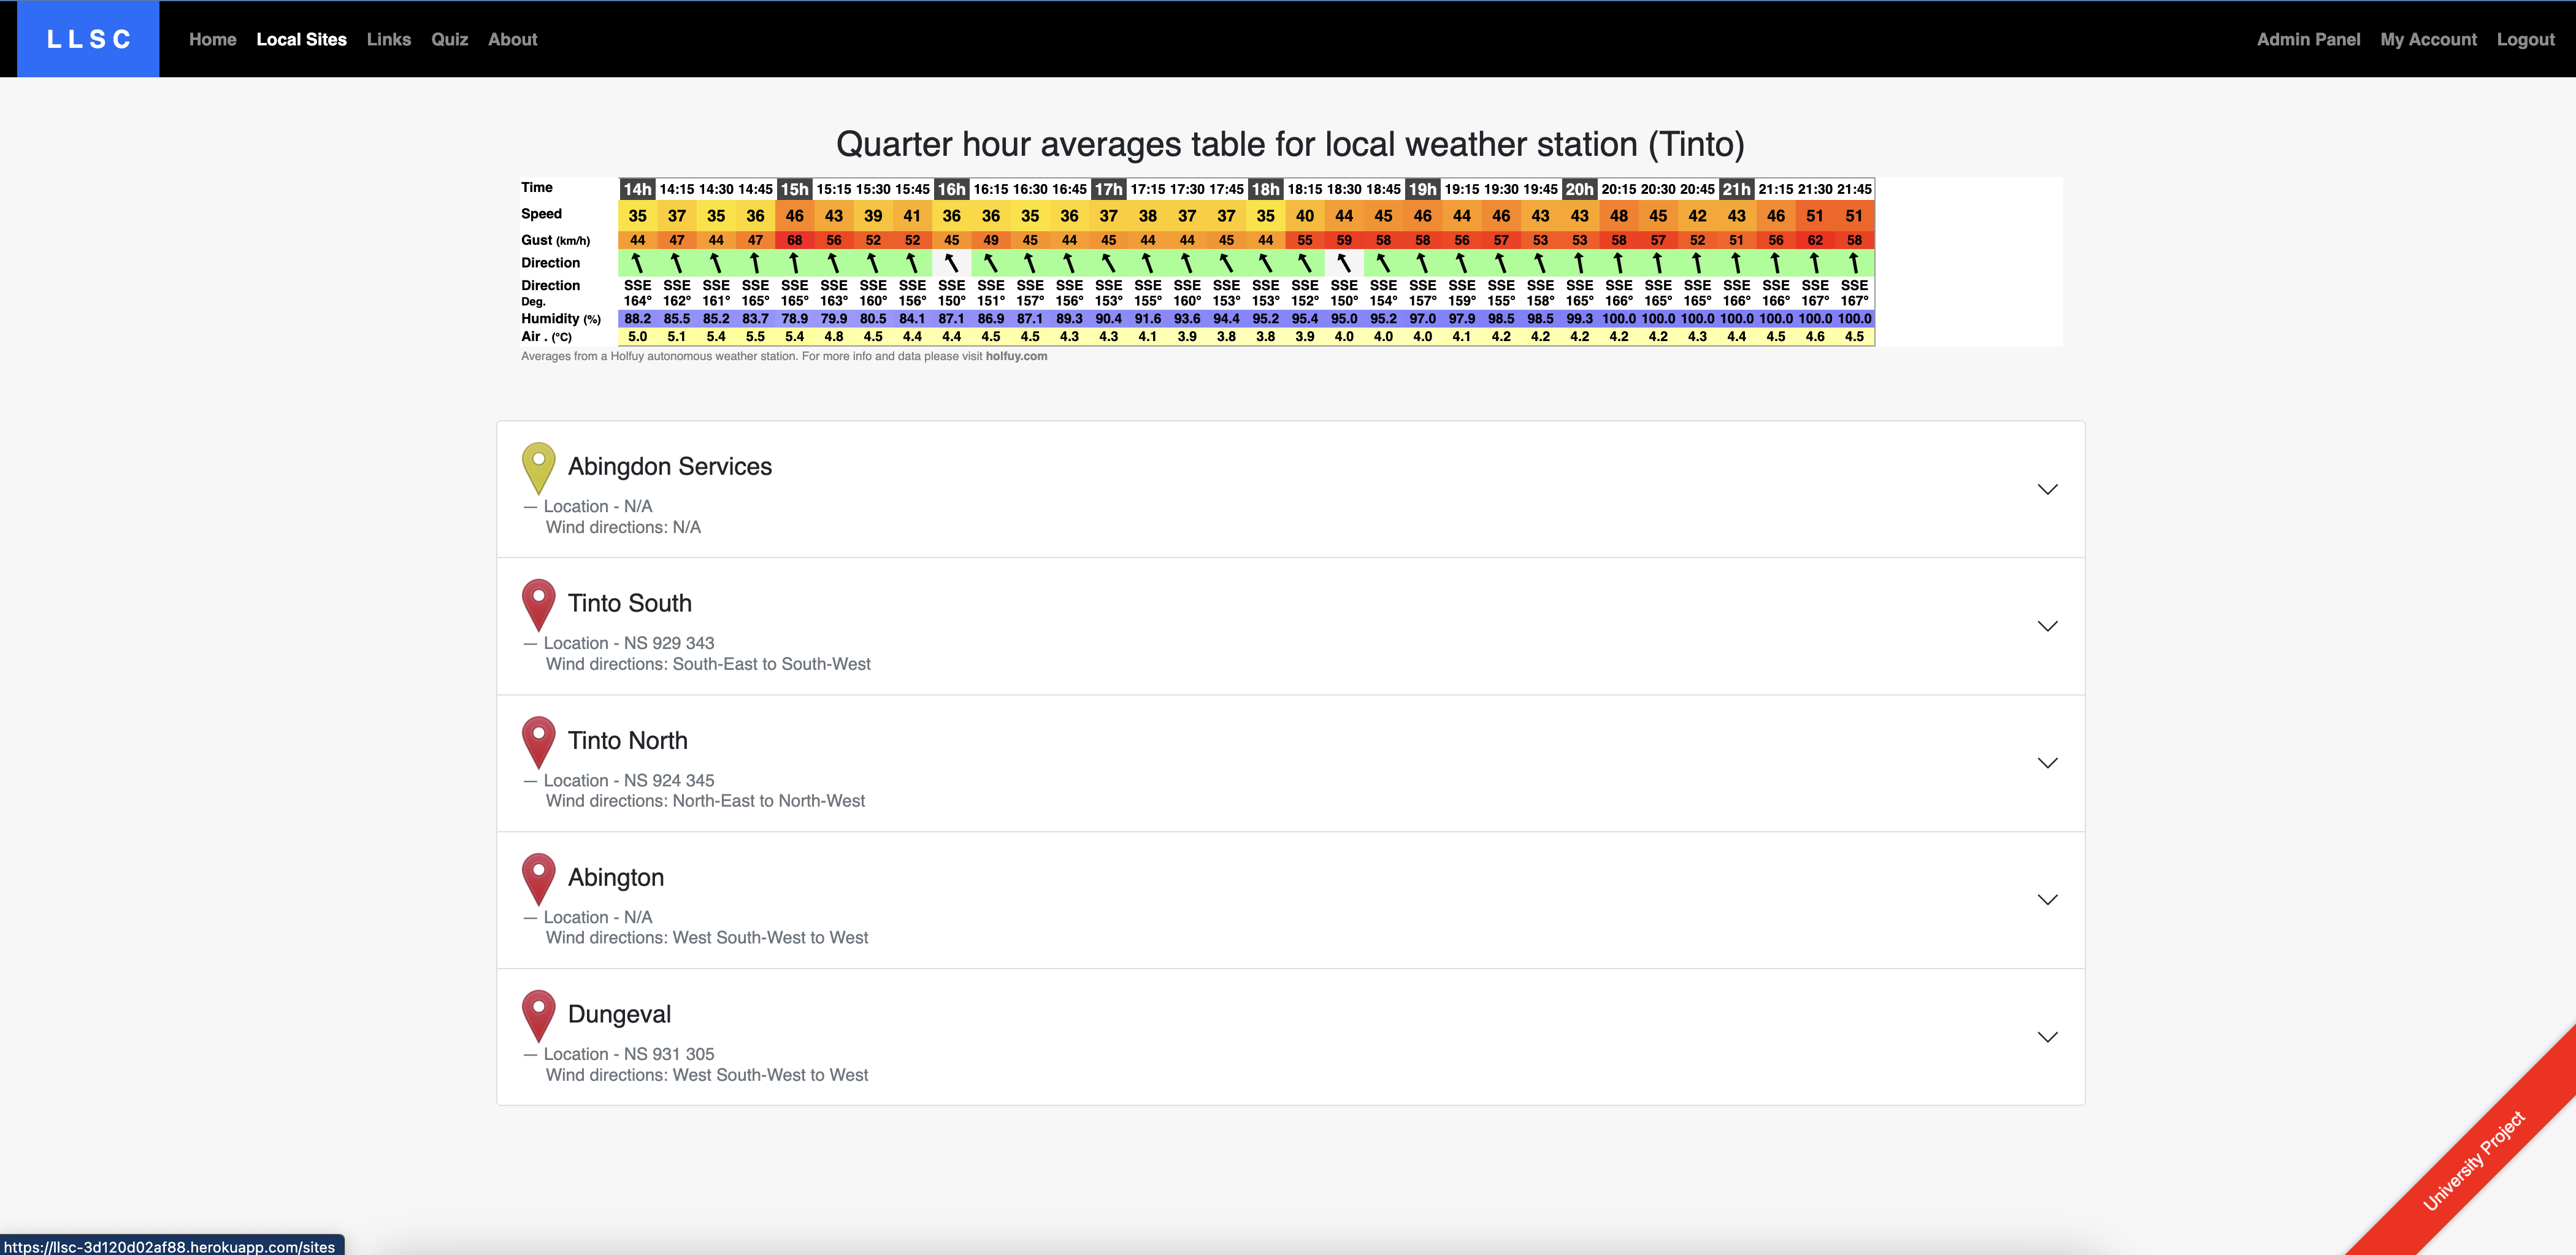 LLSC Home Local Sites Links Quiz About Admin Panel My Account Logout
Quarter hour averages table for local weather station (Tinto)
Time 14h 14:15 14:30 14:45 15h 15:15 15:30 15:45 16h 16:15 16:30 16:45 17h 17:15 17:30 17:45 18h 18:15 18:30 18:45 19h 19:15 19:30 19:45 20h 20:15 20:30 20:45 21h 21:15 21:30 21:45
Speed 35 37 35 36 46 43 39 41 36 36 35 36 37 38 37 37 35 40 44 45 46 44 46 43 43 48 45 42 43 46 51 51
Gust (km/h) 44 47 44 47 68 56 52 52 45 49 45 44 45 44 44 45 44 55 59 58 58 56 57 53 53 58 57 52 51 56 62 58
Direction
Direction SSE SSE SSE SSE SSE SSE SSE SSE SSE SSE SSE SSE SSE SSE SSE SSE SSE SSE SSE SSE SSE SSE SSE SSE SSE SSE SSE SSE SSE SSE SSE SSE
Deg. 164° 162° 161° 165° 165° 163° 160° 156° 150° 151° 157° 156° 153° 155° 160° 153° 153° 152° 150° 154° 157° 159° 155° 158° 165° 166° 165° 165° 166° 166° 167° 167°
Humidity (%) 88.2 85.5 85.2 83.7 78.9 79.9 80.5 84.1 87.1 86.9 87.1 89.3 90.4 91.6 93.6 94.4 95.2 95.4 95.0 95.2 97.0 97.9 98.5 98.5 99.3 100.0 100.0 100.0 100.0 100.0 100.0 100.0
Air . (°C) 5.0 5.1 5.4 5.5 5.4 4.8 4.5 4.4 4.4 4.5 4.5 4.3 4.3 4.1 3.9 3.8 3.8 3.9 4.0 4.0 4.0 4.1 4.2 4.2 4.2 4.2 4.2 4.3 4.4 4.5 4.6 4.5
Averages from a Holfuy autonomous weather station. For more info and data please visit holfuy.com
Abingdon Services
— Location - N/A
Wind directions: N/A
Tinto South
— Location - NS 929 343
Wind directions: South-East to South-West
Tinto North
— Location - NS 924 345
Wind directions: North-East to North-West
Abington
— Location - N/A
Wind directions: West South-West to West
Dungeval
— Location - NS 931 305
Wind directions: West South-West to West
University Project
https://llsc-3d120d02af88.herokuapp.com/sites